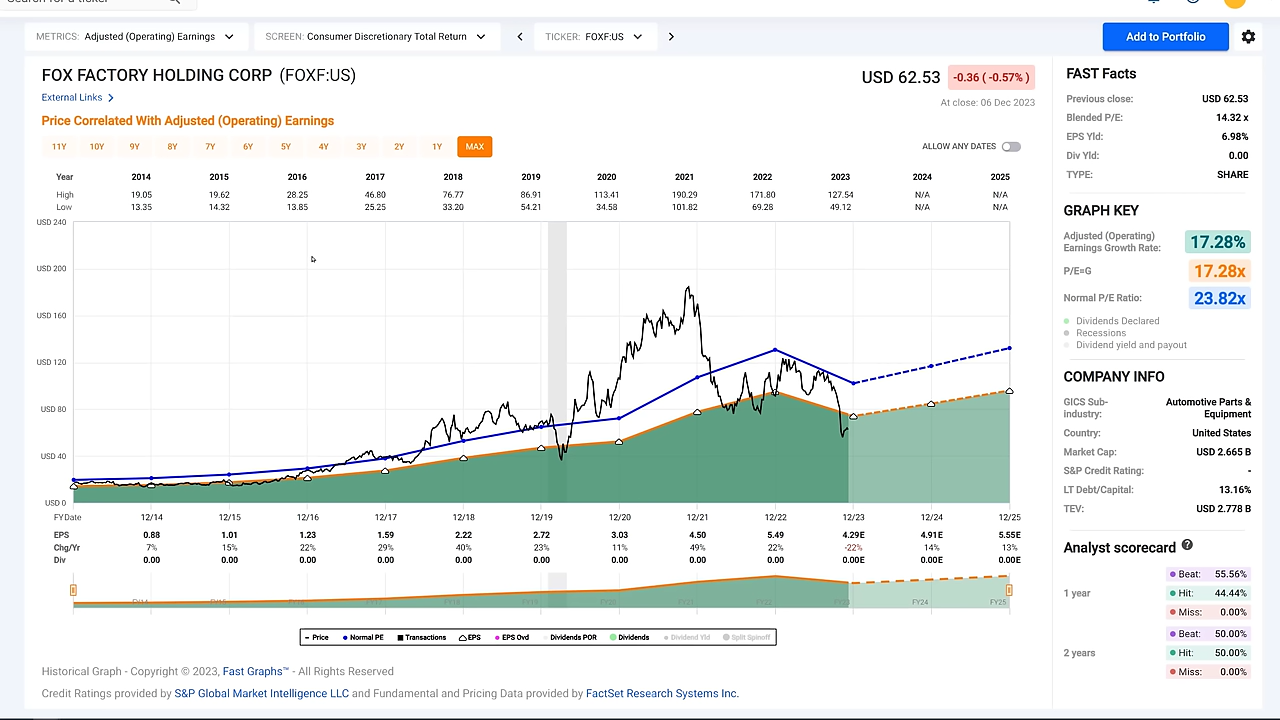 Search for a ticker
METRICS: Adjusted (Operating) Earnings SCREEN: Consumer Discretionary Total Return TICKER: FOXF:US Add to Portfolio
FOX FACTORY HOLDING CORP (FOXF:US) USD 62.53 -0.36 ( -0.57% )
External Links At close: 06 Dec 2023
Price Correlated With Adjusted (Operating) Earnings
11Y 10Y 9Y 8Y 7Y 6Y 5Y 4Y 3Y 2Y 1Y MAX ALLOW ANY DATES
Year 2014 2015 2016 2017 2018 2019 2020 2021 2022 2023 2024 2025
High 19.05 19.62 28.25 46.80 76.77 86.91 113.41 190.29 171.80 127.54 N/A N/A
Low 13.35 14.32 13.85 25.25 33.20 54.21 34.58 101.82 69.28 49.12 N/A N/A
USD 240
USD 200
USD 160
USD 120
USD 80
USD 40
USD 0
FYDate 12/14 12/15 12/16 12/17 12/18 12/19 12/20 12/21 12/22 12/23 12/24 12/25
EPS 0.88 1.01 1.23 1.59 2.22 2.72 3.03 4.50 5.49 4.29E 4.91E 5.55E
Chg/Yr 7% 15% 22% 29% 40% 23% 11% 49% 22% -22% 14% 13%
Div 0.00 0.00 0.00 0.00 0.00 0.00 0.00 0.00 0.00 0.00E 0.00E 0.00E
FY14 FY15 FY16 FY17 FY18 FY19 FY20 FY21 FY22 FY23 FY24 FY25
Price Normal PE Transactions EPS EPS Ovd Dividends POR Dividends Dividend Yld Split Spinoff
Historical Graph - Copyright © 2023, Fast Graphs™ - All Rights Reserved
Credit Ratings provided by S&P Global Market Intelligence LLC and Fundamental and Pricing Data provided by FactSet Research Systems Inc.
FAST Facts
Previous close: USD 62.53
Blended P/E: 14.32 x
EPS Yld: 6.98%
Div Yld: 0.00
TYPE: SHARE
GRAPH KEY
Adjusted (Operating)
Earnings Growth Rate: 17.28%
P/E=G 17.28x
Normal P/E Ratio: 23.82x
Dividends Declared
Recessions
Dividend yield and payout
COMPANY INFO
GICS Sub- Automotive Parts &
industry: Equipment
Country: United States
Market Cap: USD 2.665 B
S&P Credit Rating: -
LT Debt/Capital: 13.16%
TEV: USD 2.778 B
Analyst scorecard ?
Beat: 55.56%
1 year Hit: 44.44%
Miss: 0.00%
Beat: 50.00%
2 years Hit: 50.00%
Miss: 0.00%